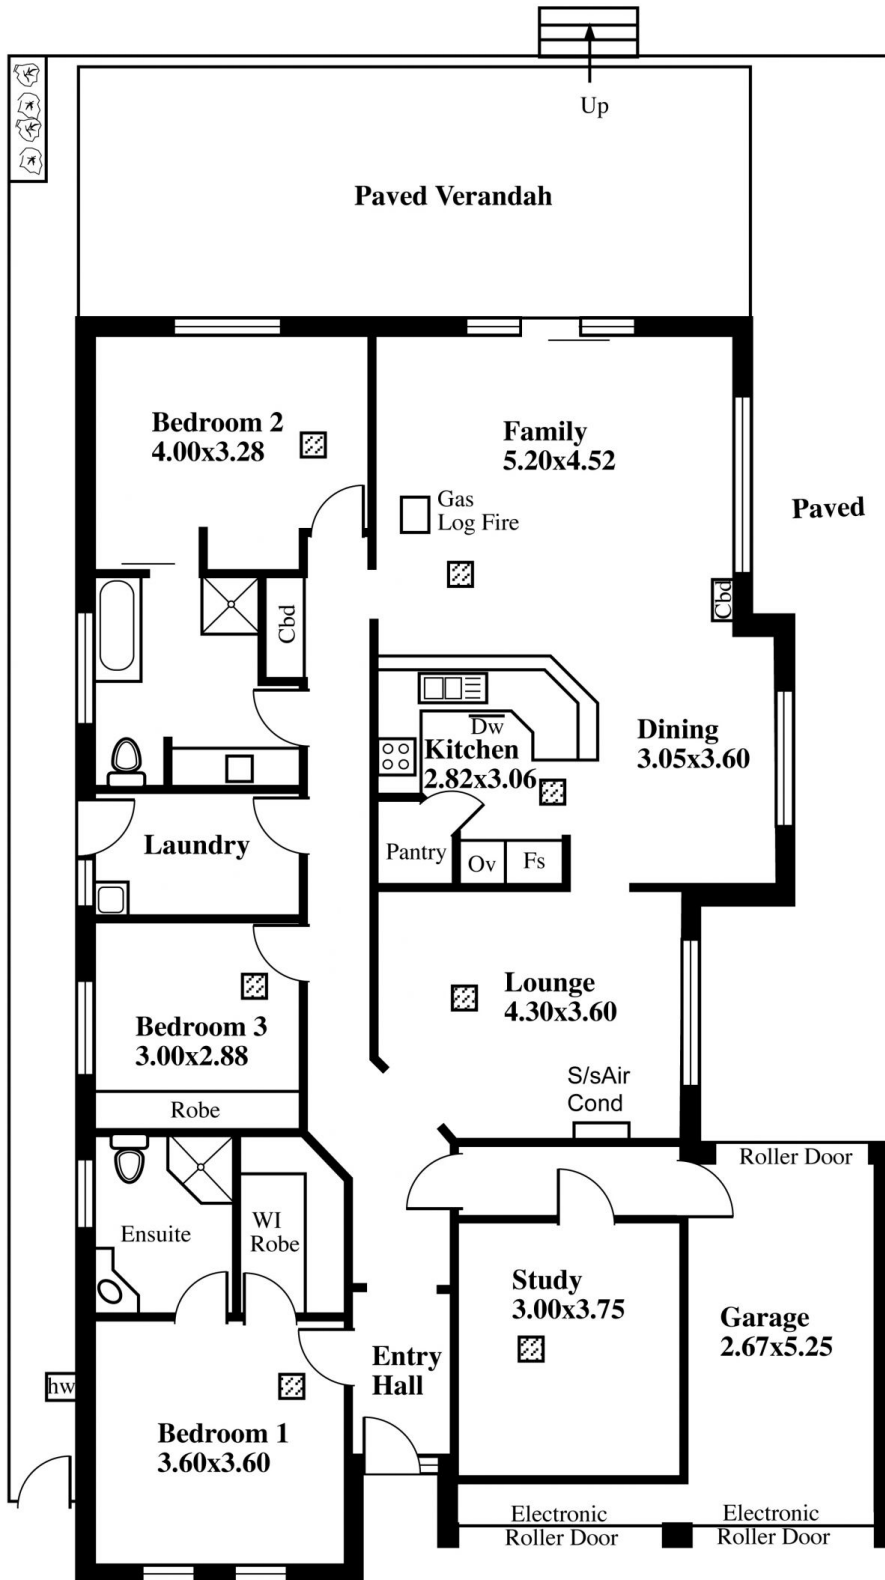 Up
Paved Verandah
Bedroom 2
4.00x3.28
Family
5.20x4.52
Gas
Log Fire
Paved
Cbd
Cbd
Dw
Kitchen
2.82x3.06
Dining
3.05x3.60
Laundry
Pantry
Ov
Fs
Bedroom 3
3.00x2.88
Lounge
4.30x3.60
Robe
S/sAir
Cond
Roller Door
Ensuite
WI
Robe
Study
3.00x3.75
Garage
2.67x5.25
Entry
Hall
hw
Bedroom 1
3.60x3.60
Electronic
Roller Door
Electronic
Roller Door